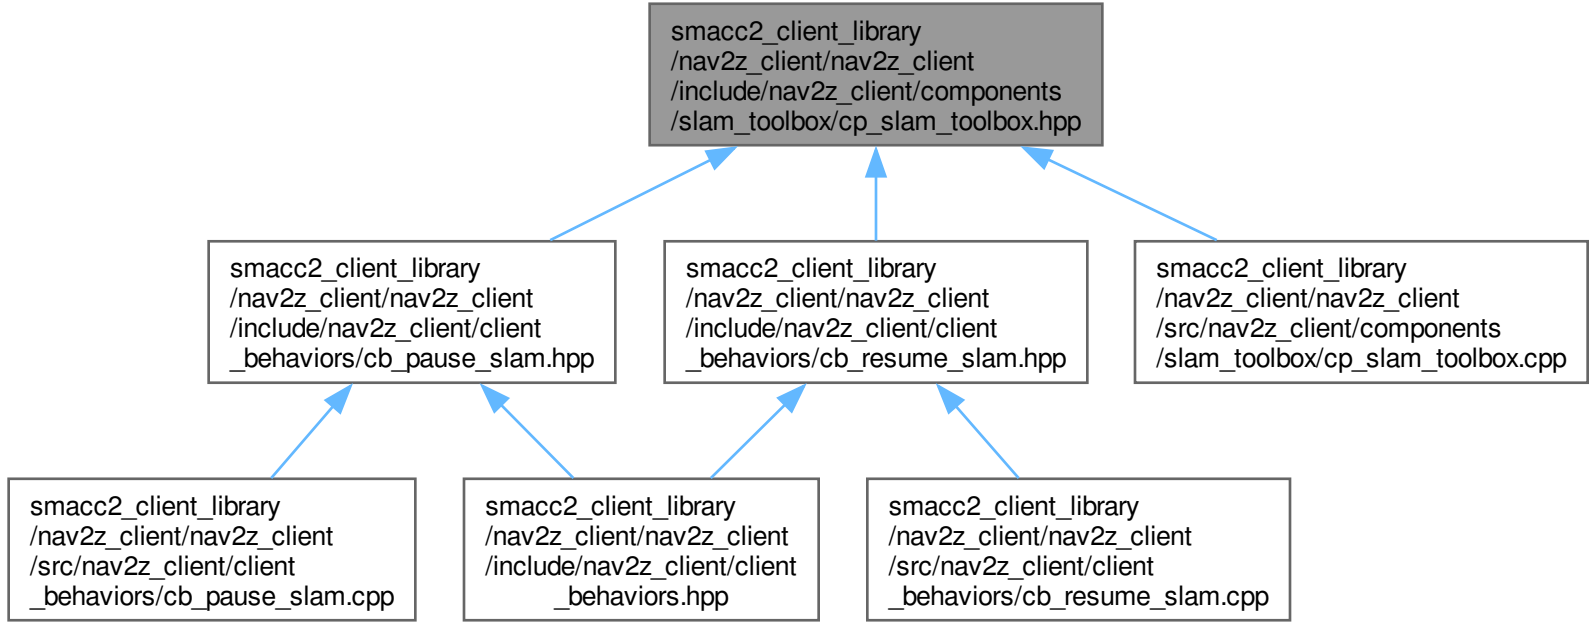 smacc2_client_library
/nav2z_client/nav2z_client
/include/nav2z_client/components
/slam_toolbox/cp_slam_toolbox.hpp
smacc2_client_library
/nav2z_client/nav2z_client
/include/nav2z_client/client
_behaviors/cb_pause_slam.hpp
smacc2_client_library
/nav2z_client/nav2z_client
/include/nav2z_client/client
_behaviors/cb_resume_slam.hpp
smacc2_client_library
/nav2z_client/nav2z_client
/src/nav2z_client/components
/slam_toolbox/cp_slam_toolbox.cpp
smacc2_client_library
/nav2z_client/nav2z_client
/src/nav2z_client/client
_behaviors/cb_pause_slam.cpp
smacc2_client_library
/nav2z_client/nav2z_client
/include/nav2z_client/client
_behaviors.hpp
smacc2_client_library
/nav2z_client/nav2z_client
/src/nav2z_client/client
_behaviors/cb_resume_slam.cpp